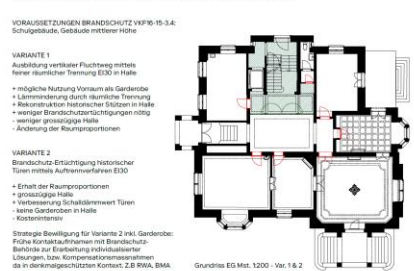 VORAUSSETZUNGEN BRANDSCHUTZ VKF16-15-3.4:
Schulgebäude, Gebäude mittlerer Höhe
VARIANTE 1
Ausbildung vertikaler Fluchtweg mittels
feiner räumlicher Trennung EI30 in Halle
+ mögliche Nutzung Vorraum als Garderobe
+ Lärmminderung durch räumliche Trennung
+ Rekonstruktion historischer Stützen in Halle
+ weniger Brandschutzertüchtigungen nötig
- weniger grosszügige Halle
- Änderung der Raumproportionen
VARIANTE 2
Brandschutz-Ertüchtigung historischer
Türen mittels Auftrennverfahren EI30
+ Erhalt der Raumproportionen
+ grosszügige Halle
+ Verbesserung Schalldämmwert Türen
- keine Garderoben in Halle
- Kostenintensiv
Strategie Bewilligung für Variante 2 inkl. Garderobe:
Frühe Kontaktaufnahmen mit Brandschutz-
Behörde zur Erarbeitung individualisierter
Lösungen, bzw. Kompensationsmassnahmen
da in denkmalgeschütztem Kontext. Z.B RWA, BMA
Grundriss EG Mst. 1:200 - Var. 1 & 2